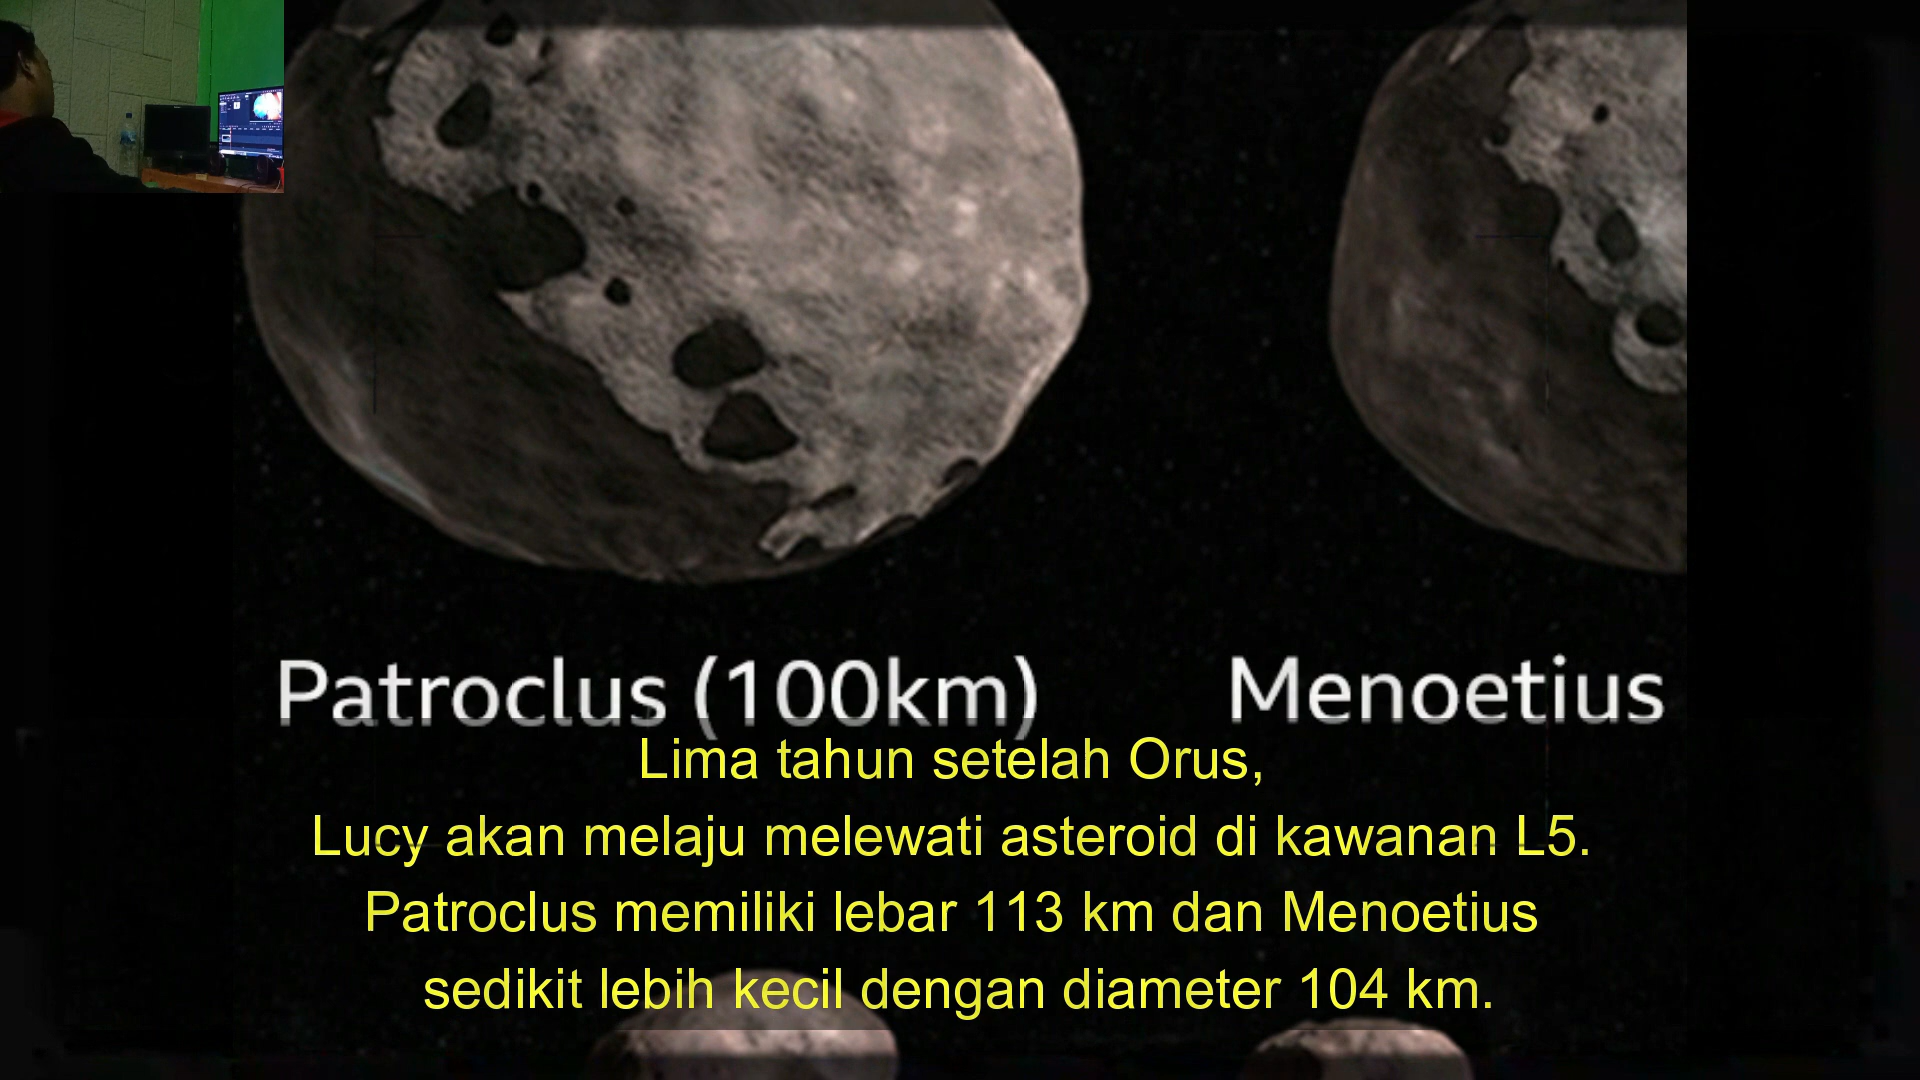 Patroclus (100km) Menoetius
Lima tahun setelah Orus,
Lucy akan melaju melewati asteroid di kawanan L5.
Patroclus memiliki lebar 113 km dan Menoetius
sedikit lebih kecil dengan diameter 104 km.